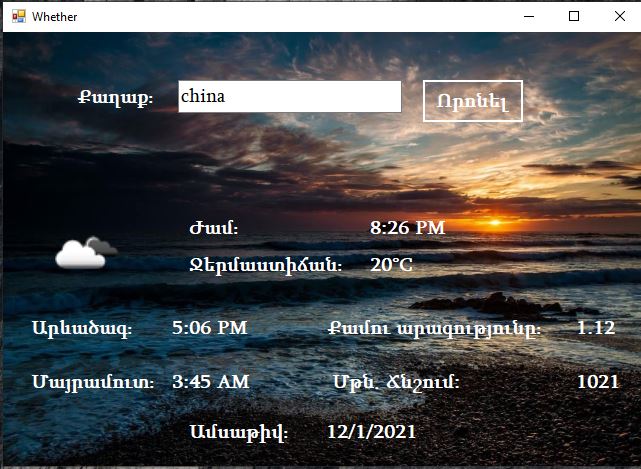 Whether
Քաղաք: china Որոնել
Ժամ: 8:26 PM
Ջերմաստիճան: 20°C
Արևածագ: 5:06 PM Քամու արագությունը: 1.12
Մայրամուտ: 3:45 AM Մթն. Ճնշում: 1021
Ամսաթիվ: 12/1/2021